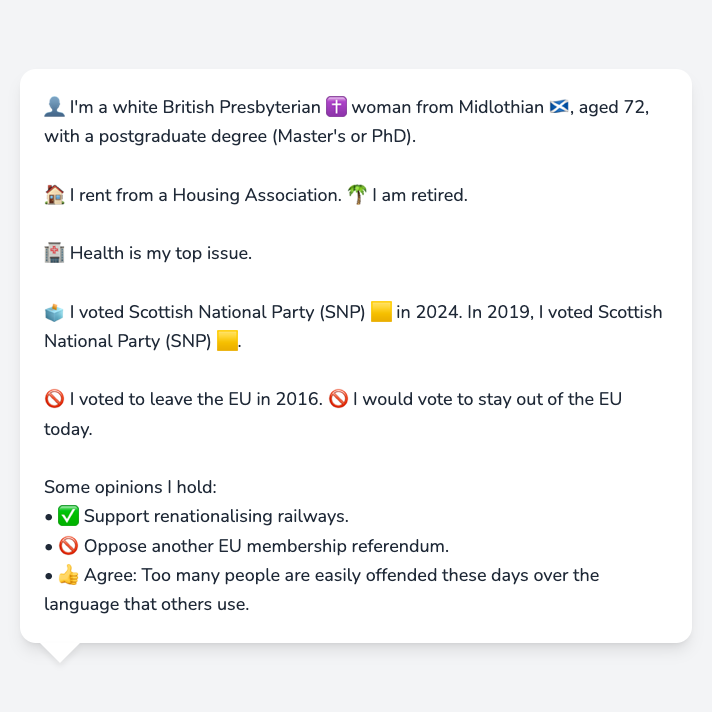 👤 I'm a white British Presbyterian ✝️ woman from Midlothian 🏴󠁧󠁢󠁳󠁣󠁴󠁿, aged 72,
with a postgraduate degree (Master's or PhD).
🏠 I rent from a Housing Association. 🌴 I am retired.
🏥 Health is my top issue.
🗳️ I voted Scottish National Party (SNP) 🟨 in 2024. In 2019, I voted Scottish
National Party (SNP) 🟨.
🚫 I voted to leave the EU in 2016. 🚫 I would vote to stay out of the EU
today.
Some opinions I hold:
• ✅ Support renationalising railways.
• 🚫 Oppose another EU membership referendum.
• 👍 Agree: Too many people are easily offended these days over the
language that others use.